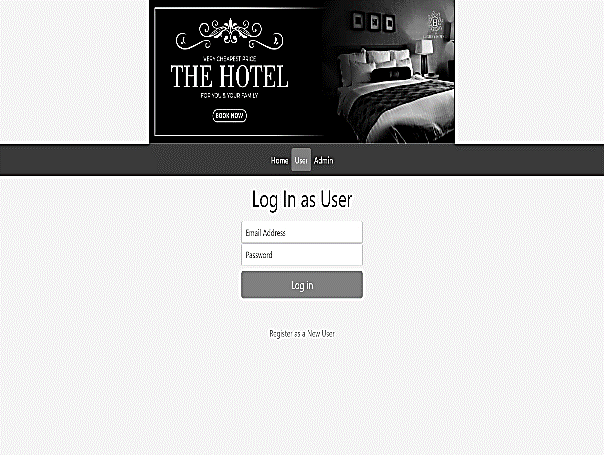 VERY CHEAPEST PRICE
THE HOTEL
FOR YOU & YOUR FAMILY
BOOK NOW
Home User Admin
Log In as User
Email Address
Password
Log in
Register as a New User